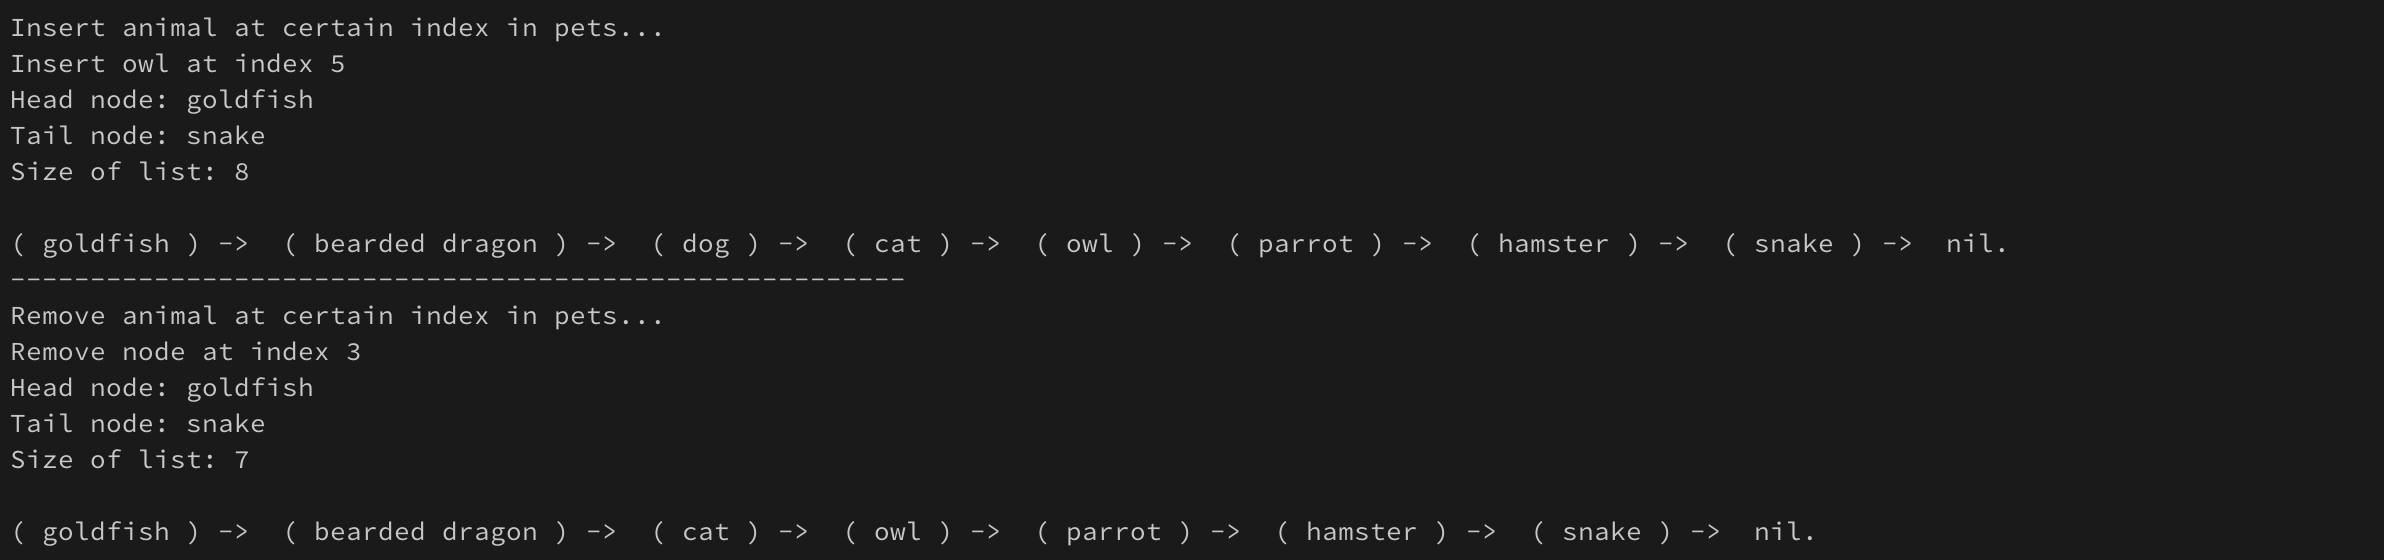 Insert animal at certain index in pets...
Insert owl at index 5
Head node: goldfish
Tail node: snake
Size of list: 8
( goldfish ) ->  ( bearded dragon ) ->  ( dog ) ->  ( cat ) ->  ( owl ) ->  ( parrot ) ->  ( hamster ) ->  ( snake ) ->  nil.
--------------------------------------------------------
Remove animal at certain index in pets...
Remove node at index 3
Head node: goldfish
Tail node: snake
Size of list: 7
( goldfish ) ->  ( bearded dragon ) ->  ( cat ) ->  ( owl ) ->  ( parrot ) ->  ( hamster ) ->  ( snake ) ->  nil.